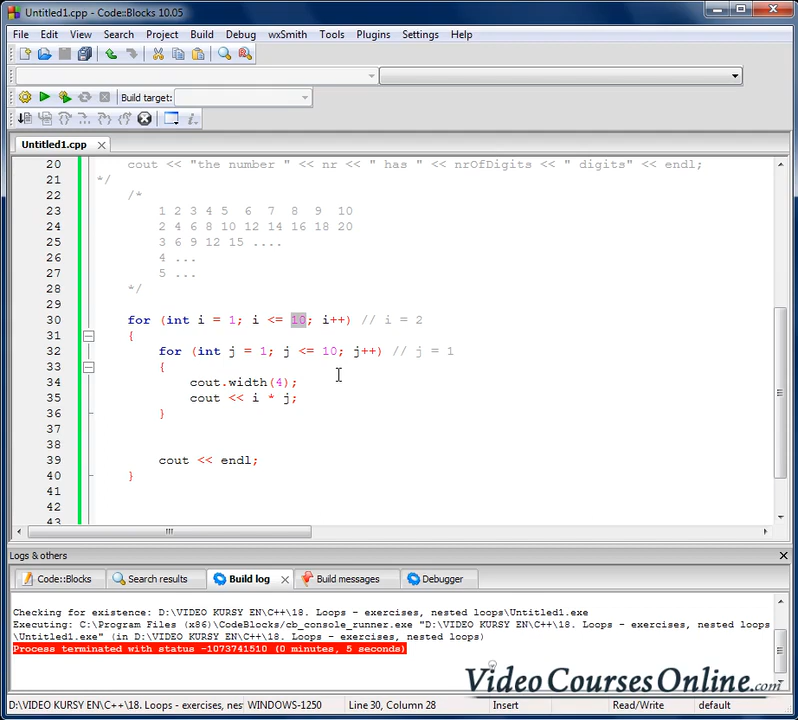 Untitled1.cpp - Code::Blocks 10.05
File Edit View Search Project Build Debug wxSmith Tools Plugins Settings Help
Build target:
Untitled1.cpp
20 cout << "the number " << nr << " has " << nrOfDigits << " digits" << endl;
21 */
22 /*
23 1 2 3 4 5 6 7 8 9 10
24 2 4 6 8 10 12 14 16 18 20
25 3 6 9 12 15 ....
26 4 ...
27 5 ...
28 */
29
30 for (int i = 1; i <= 10; i++) // i = 2
31 {
32 for (int j = 1; j <= 10; j++) // j = 1
33 {
34 cout.width(4);
35 cout << i * j;
36 }
37
38
39 cout << endl;
40 }
41
42
43
Logs & others
Code::Blocks Search results Build log Build messages Debugger
Checking for existence: D:\VIDEO KURSY EN\C++\18. Loops - exercises, nested loops\Untitled1.exe
Executing: C:\Program Files (x86)\CodeBlocks/cb_console_runner.exe "D:\VIDEO KURSY EN\C++\18. Loops - exercises, nested loops
\Untitled1.exe" (in D:\VIDEO KURSY EN\C++\18. Loops - exercises, nested loops)
Process terminated with status -1073741510 (0 minutes, 5 seconds)
VideoCoursesOnline.com
D:\VIDEO KURSY EN\C++\18. Loops - exercises, nes WINDOWS-1250 Line 30, Column 28 Insert Read/Write default